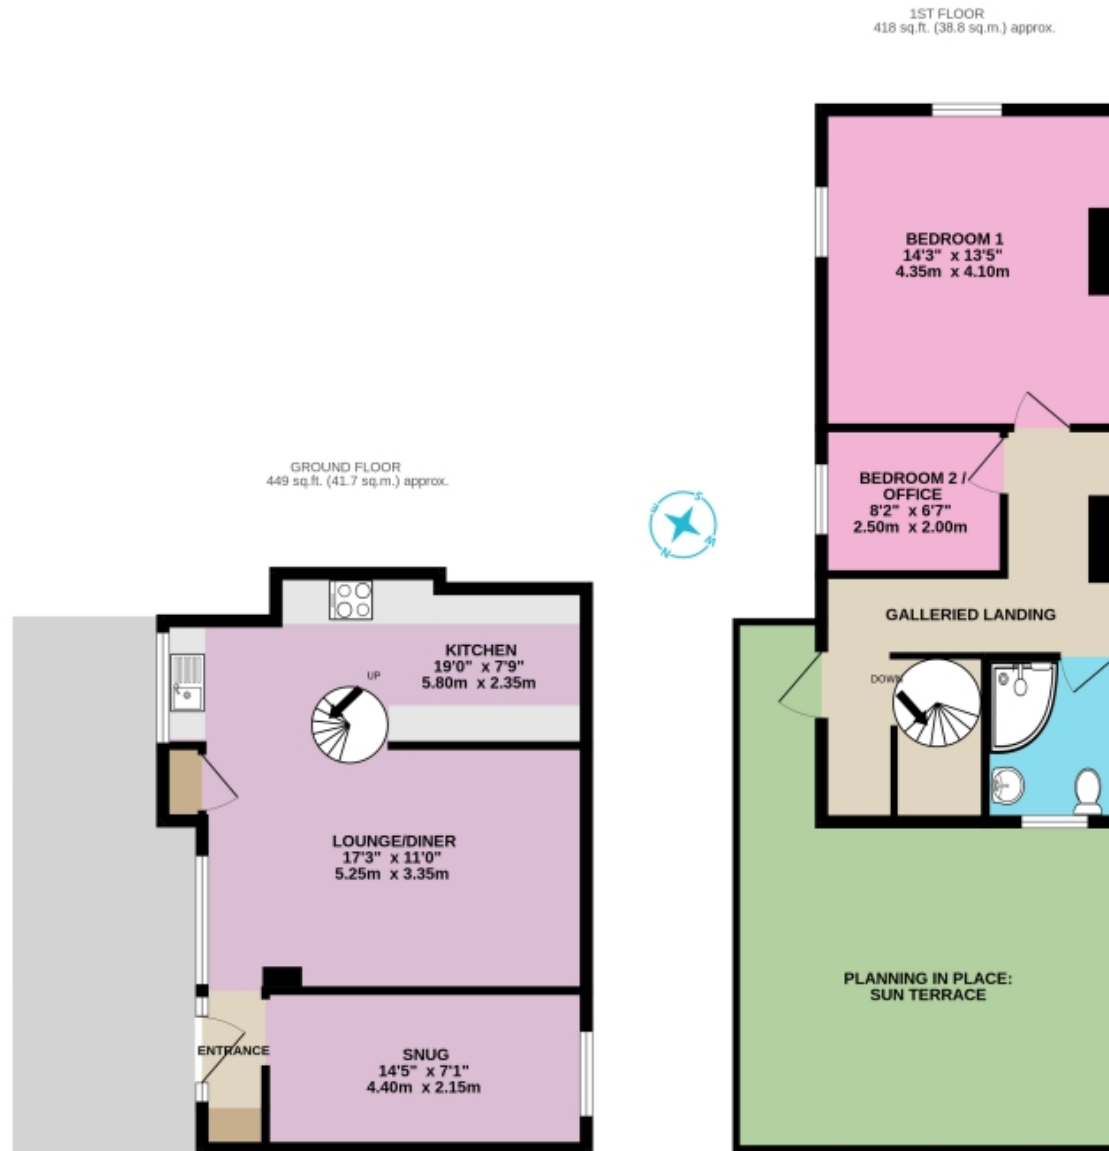 1ST FLOOR
418 sq.ft. (38.8 sq.m.) approx.
BEDROOM 1
14'3" x 13'5"
4.35m x 4.10m
BEDROOM 2 /
OFFICE
8'2" x 6'7"
2.50m x 2.00m
GALLERIED LANDING
DOWN
PLANNING IN PLACE:
SUN TERRACE
GROUND FLOOR
449 sq.ft. (41.7 sq.m.) approx.
S
E
W
N
KITCHEN
19'0" x 7'9"
5.80m x 2.35m
UP
LOUNGE/DINER
17'3" x 11'0"
5.25m x 3.35m
ENTRANCE
SNUG
14'5" x 7'1"
4.40m x 2.15m